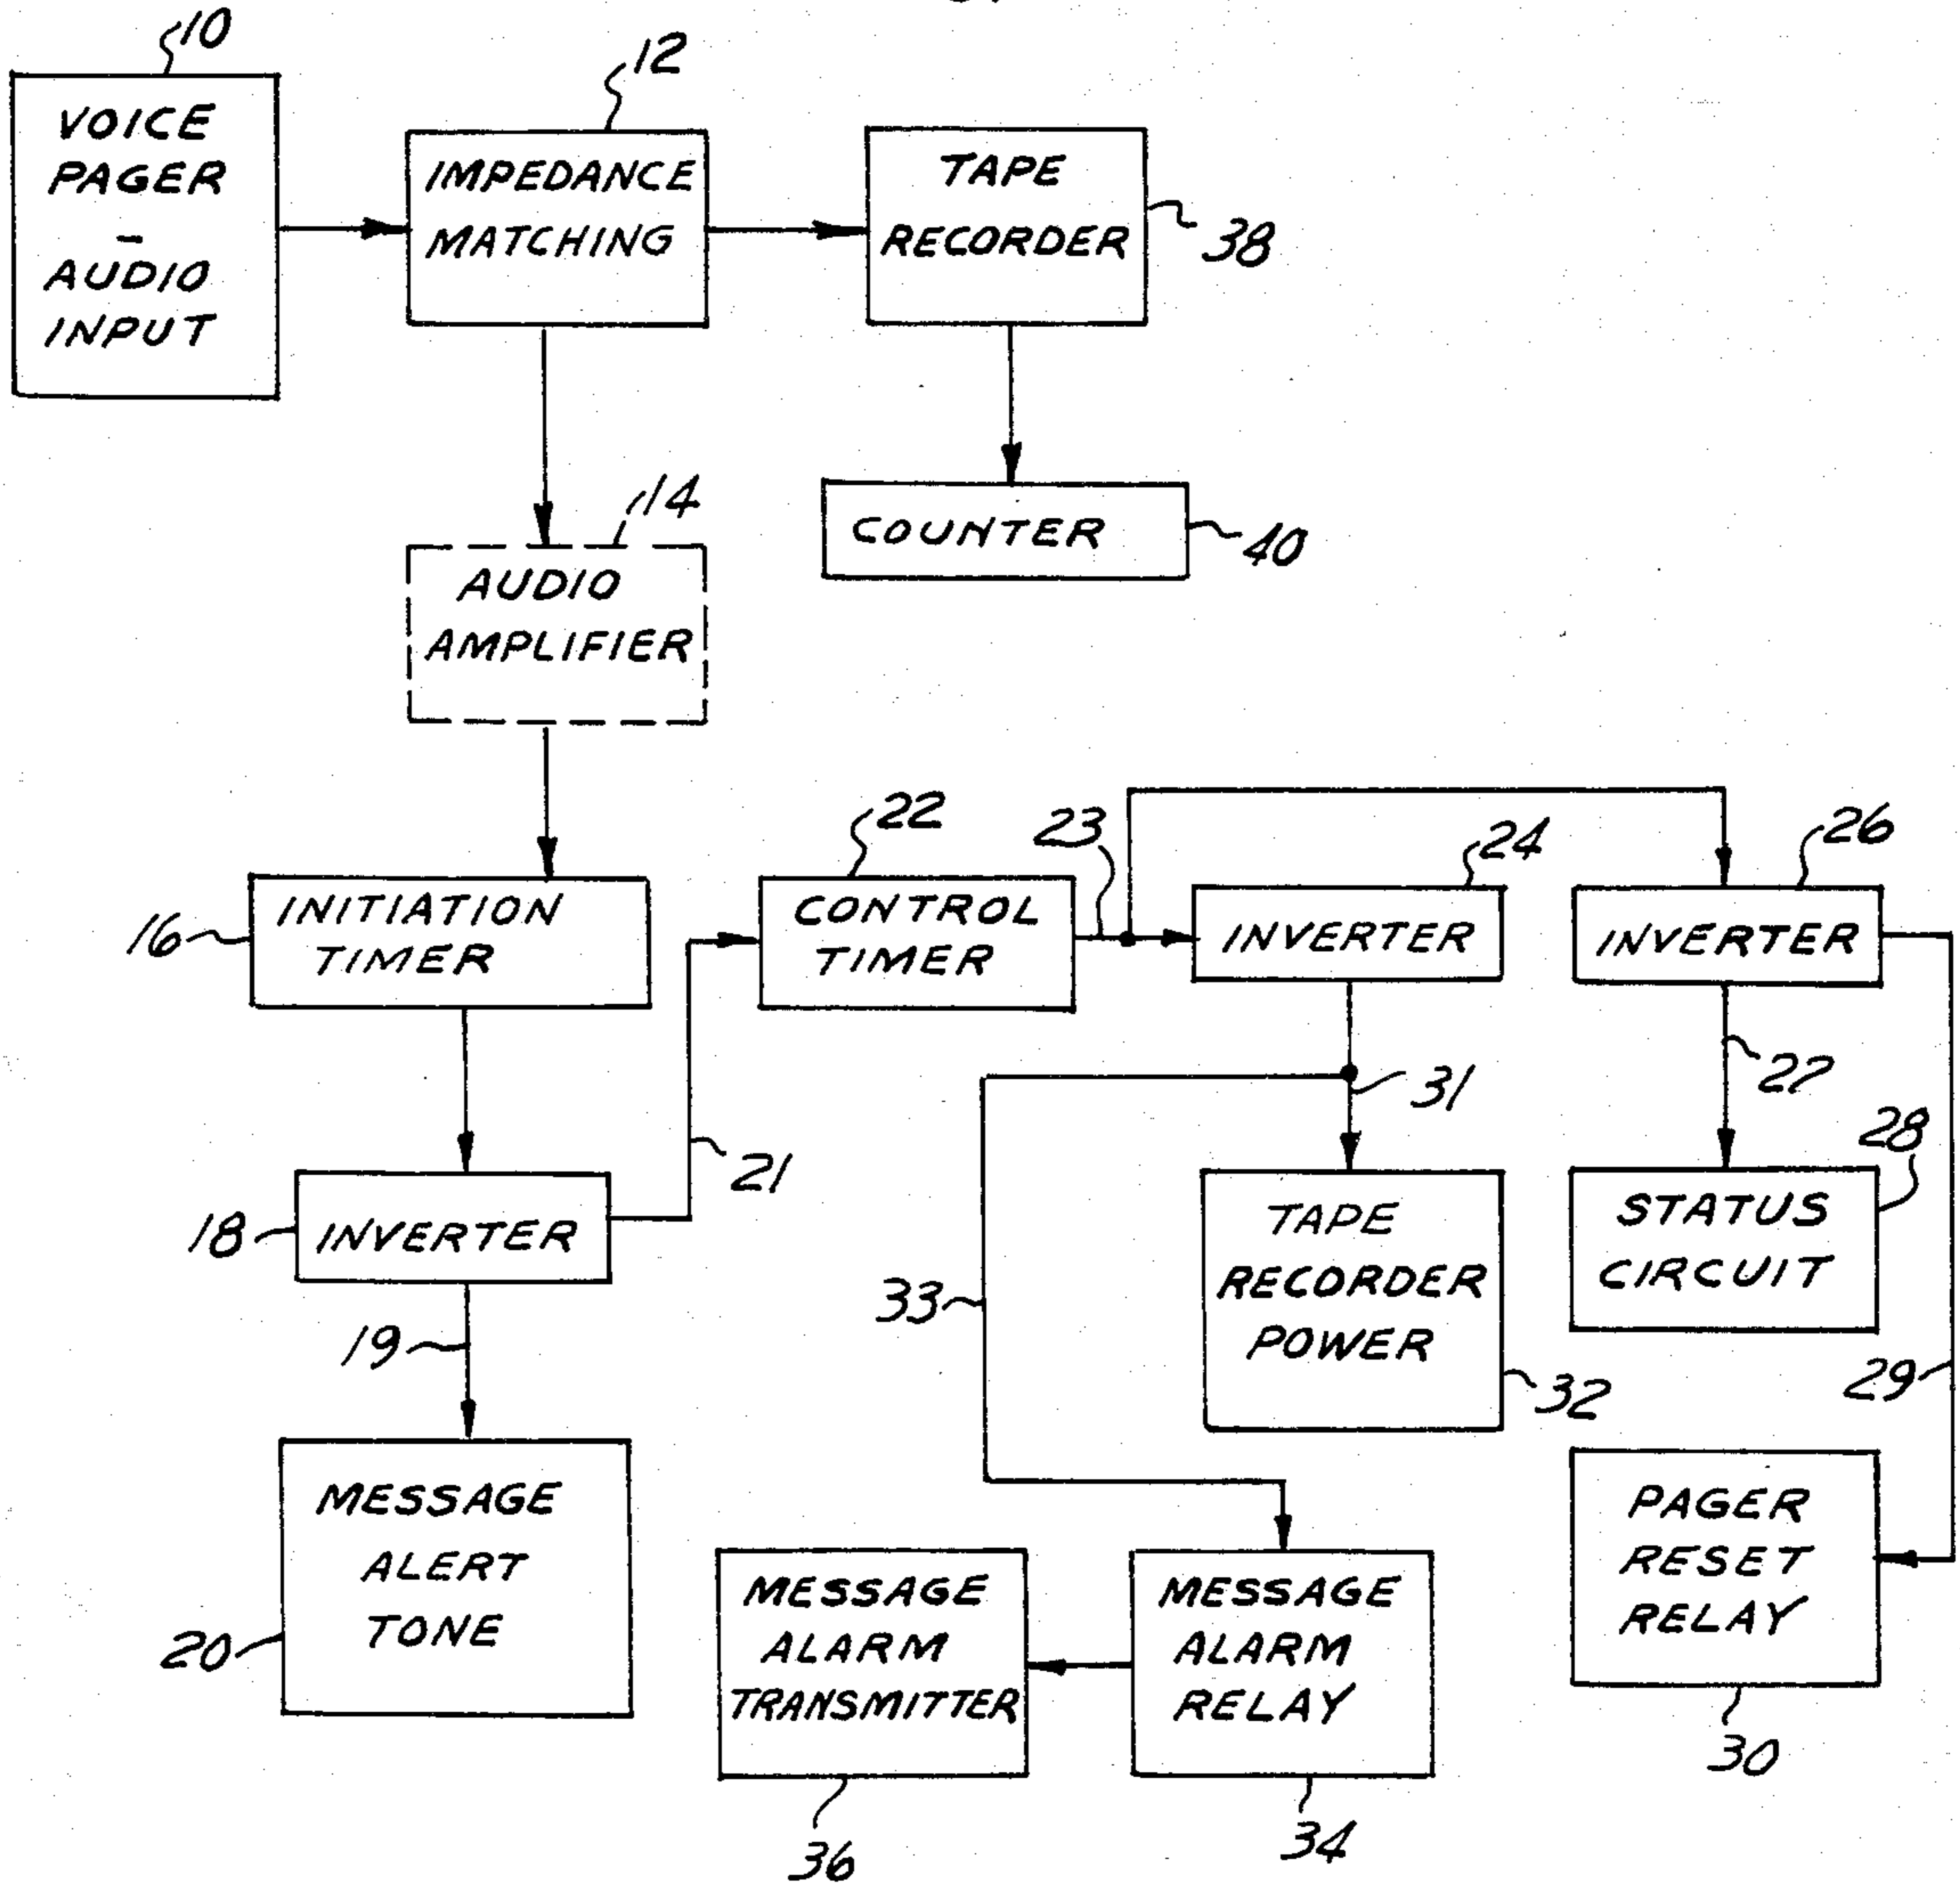 10
VOICE
PAGER
-
AUDIO
INPUT
12
IMPEDANCE
MATCHING
TAPE
RECORDER
38
COUNTER
40
14
AUDIO
AMPLIFIER
16
INITIATION
TIMER
22
CONTROL
TIMER
23
24
INVERTER
26
INVERTER
27
28
STATUS
CIRCUIT
29
21
18
INVERTER
19
31
33
TAPE
RECORDER
POWER
32
20
MESSAGE
ALERT
TONE
MESSAGE
ALARM
TRANSMITTER
36
MESSAGE
ALARM
RELAY
34
PAGER
RESET
RELAY
30